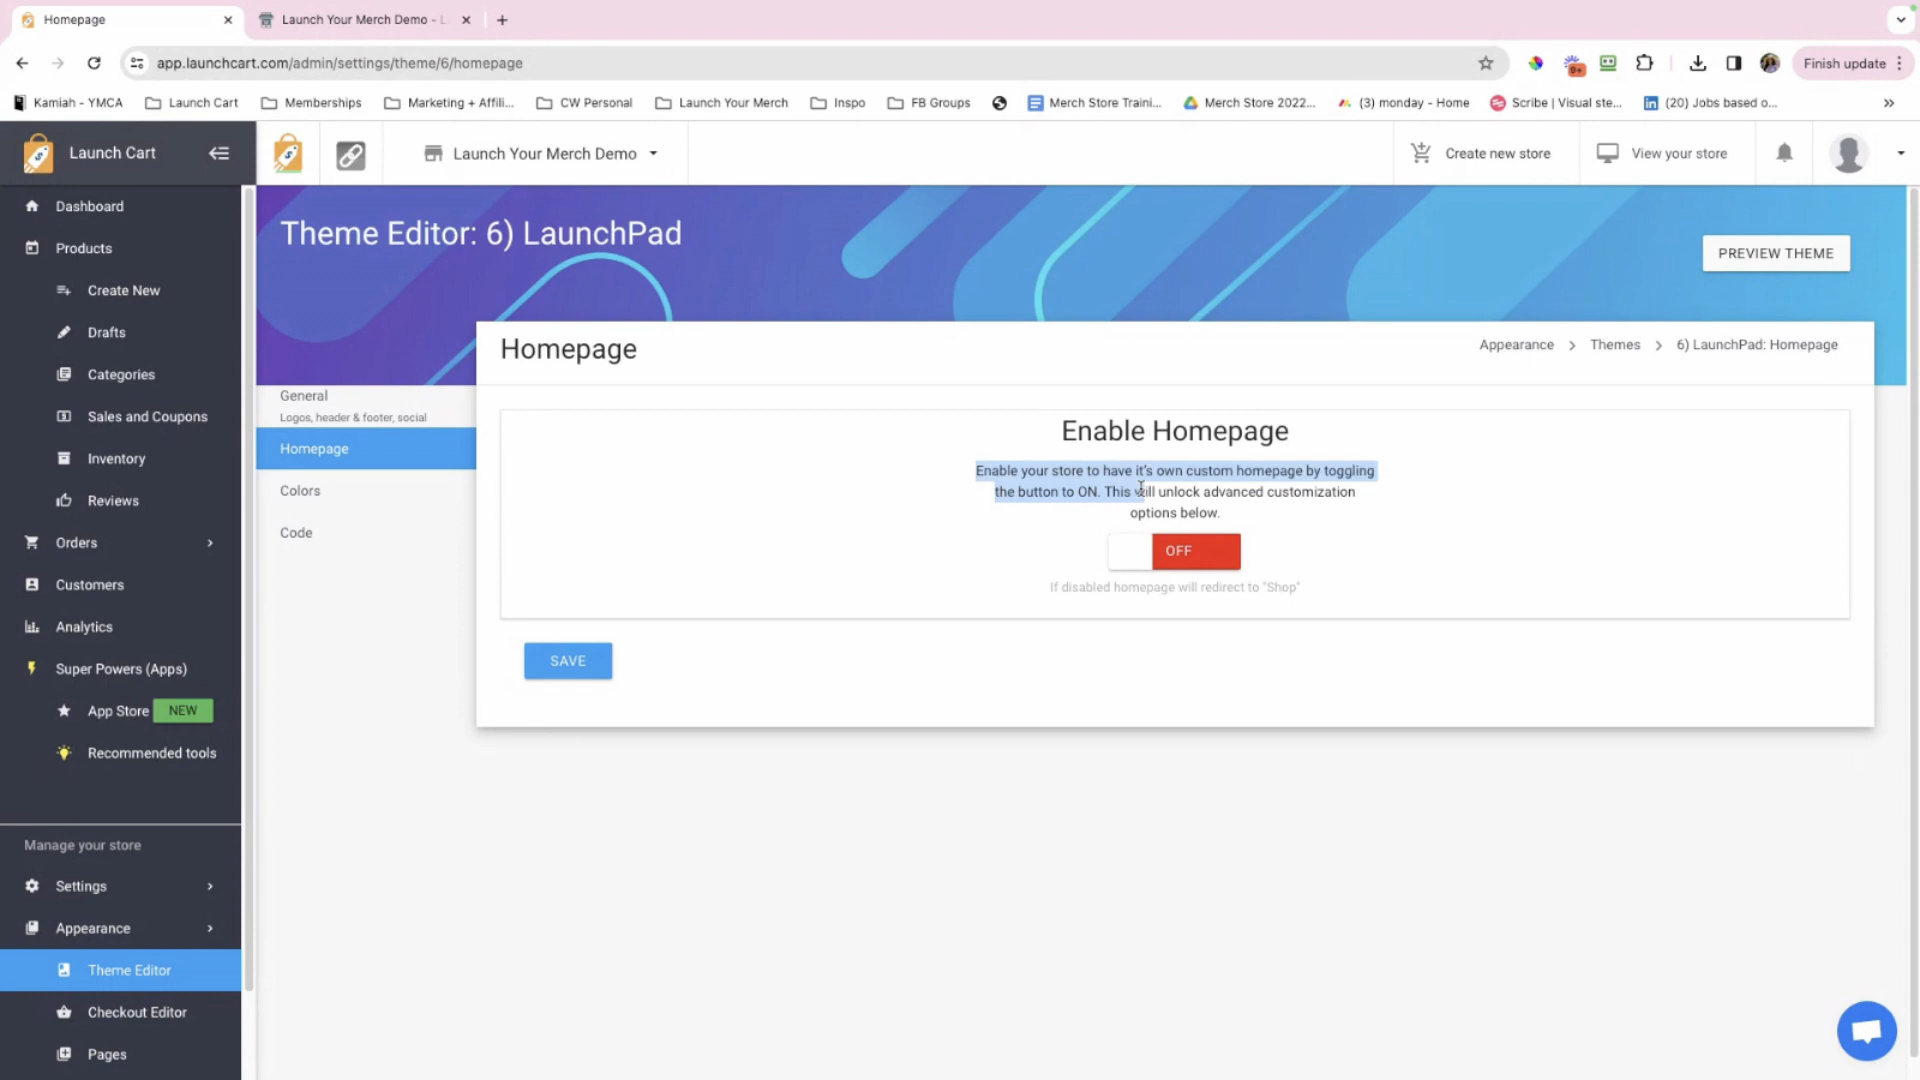 Homepage
Launch Your Merch Demo - L
app.launchcart.com/admin/settings/theme/6/homepage
9+
Finish update
Kamiah - YMCA
Launch Cart
Memberships
Marketing + Affili...
CW Personal
Launch Your Merch
Inspo
FB Groups
Merch Store Traini...
Merch Store 2022...
(3) monday - Home
Scribe | Visual ste...
(20) Jobs based o...
Launch Cart
Launch Your Merch Demo
Create new store
View your store
Dashboard
Products
Create New
Drafts
Categories
Sales and Coupons
Inventory
Reviews
Orders
Customers
Analytics
Super Powers (Apps)
App Store NEW
Recommended tools
Manage your store
Settings
Appearance
Theme Editor
Checkout Editor
Pages
Theme Editor: 6) LaunchPad
PREVIEW THEME
General
Logos, header & footer, social
Homepage
Colors
Code
Homepage
Appearance > Themes > 6) LaunchPad: Homepage
Enable Homepage
Enable your store to have it's own custom homepage by toggling
the button to ON. This will unlock advanced customization
options below.
OFF
If disabled homepage will redirect to "Shop"
SAVE